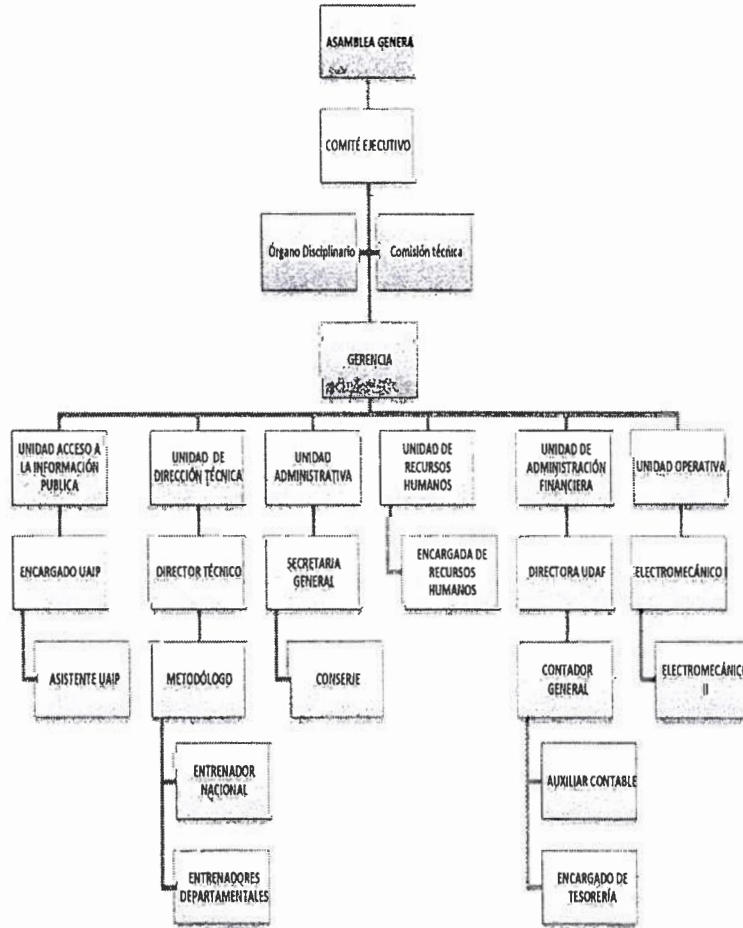 ASAMBLEA GENERA
COMITÉ EJECUTIVO
Órgano Disciplinario
Comisión técnica
GERENCIA
UNIDAD ACCESO A
LA INFORMACIÓN
PUBLICA
UNIDAD DE
DIRECCIÓN TÉCNICA
UNIDAD
ADMINISTRATIVA
UNIDAD DE
RECURSOS
HUMANOS
UNIDAD DE
ADMINISTRACIÓN
FINANCIERA
UNIDAD OPERATIVA
ENCARGADO UAIP
DIRECTOR TÉCNICO
SECRETARIA
GENERAL
ENCARGADA DE
RECURSOS
HUMANOS
DIRECTORA UDAF
ELECTROMECÁNICO I
ASISTENTE UAIP
METODÓLOGO
CONSERJE
CONTADOR
GENERAL
ELECTROMECÁNICO
II
ENTRENADOR
NACIONAL
AUXILIAR CONTABLE
ENTRENADORES
DEPARTAMENTALES
ENCARGADO DE
TESORERÍA